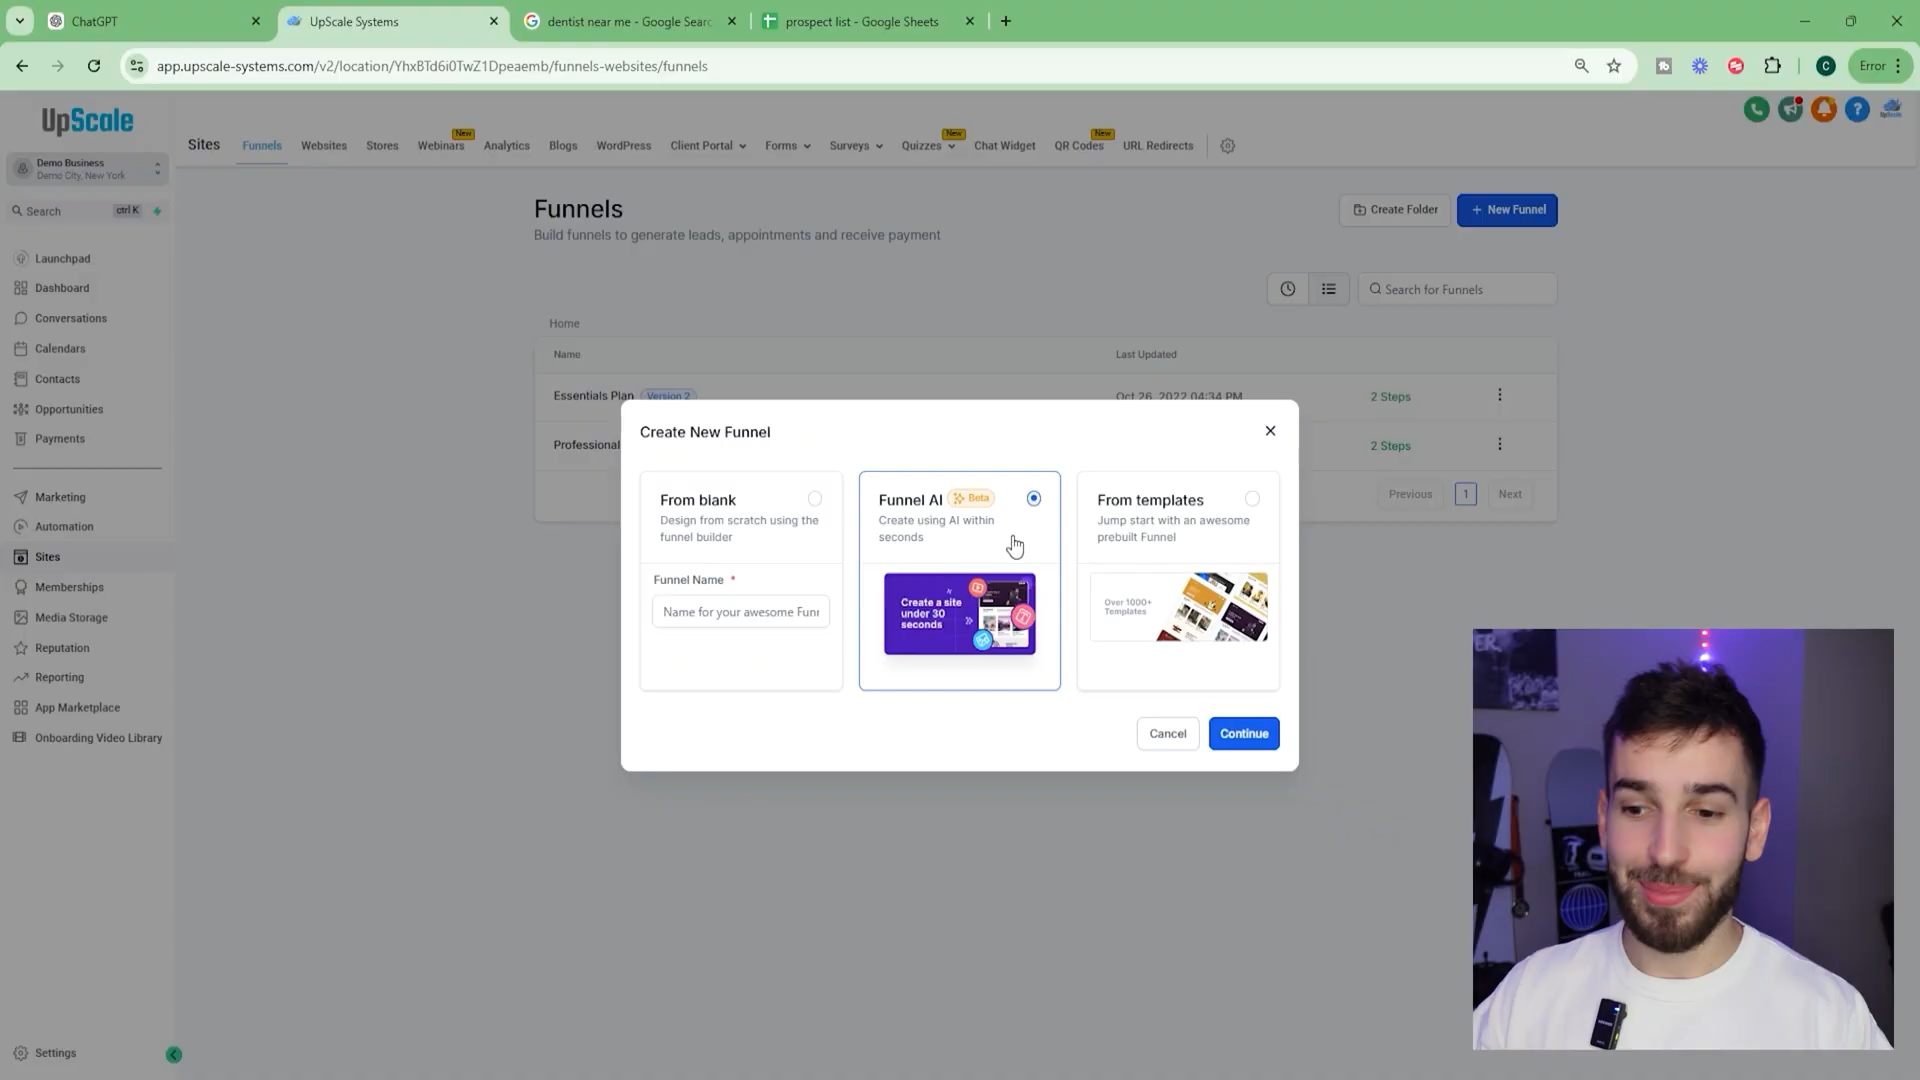 ChatGPT
UpScale Systems
dentist near me - Google Searc
prospect list - Google Sheets
app.upscale-systems.com/v2/location/YhxBTd6i0TwZ1Dpeaemb/funnels-websites/funnels
C
Error
UpScale
Demo Business
Demo City, New York
Search
ctrl K
Launchpad
Dashboard
Conversations
Calendars
Contacts
Opportunities
Payments
Marketing
Automation
Sites
Memberships
Media Storage
Reputation
Reporting
App Marketplace
Onboarding Video Library
Settings
Sites
Funnels
Websites
Stores
Webinars
New
Analytics
Blogs
WordPress
Client Portal
Forms
Surveys
Quizzes
New
Chat Widget
QR Codes
New
URL Redirects
Funnels
Build funnels to generate leads, appointments and receive payment
Create Folder
+ New Funnel
Search for Funnels
Home
Name
Last Updated
Essentials Plan
Version 2
Oct 26, 2022 04:34 PM
2 Steps
Professional
2 Steps
Previous
1
Next
Create New Funnel
From blank
Design from scratch using the
funnel builder
Funnel Name *
Name for your awesome Funn
Funnel AI
Beta
Create using AI within
seconds
Create a site
under 30
seconds
From templates
Jump start with an awesome
prebuilt Funnel
Over 1000+
Templates
Cancel
Continue